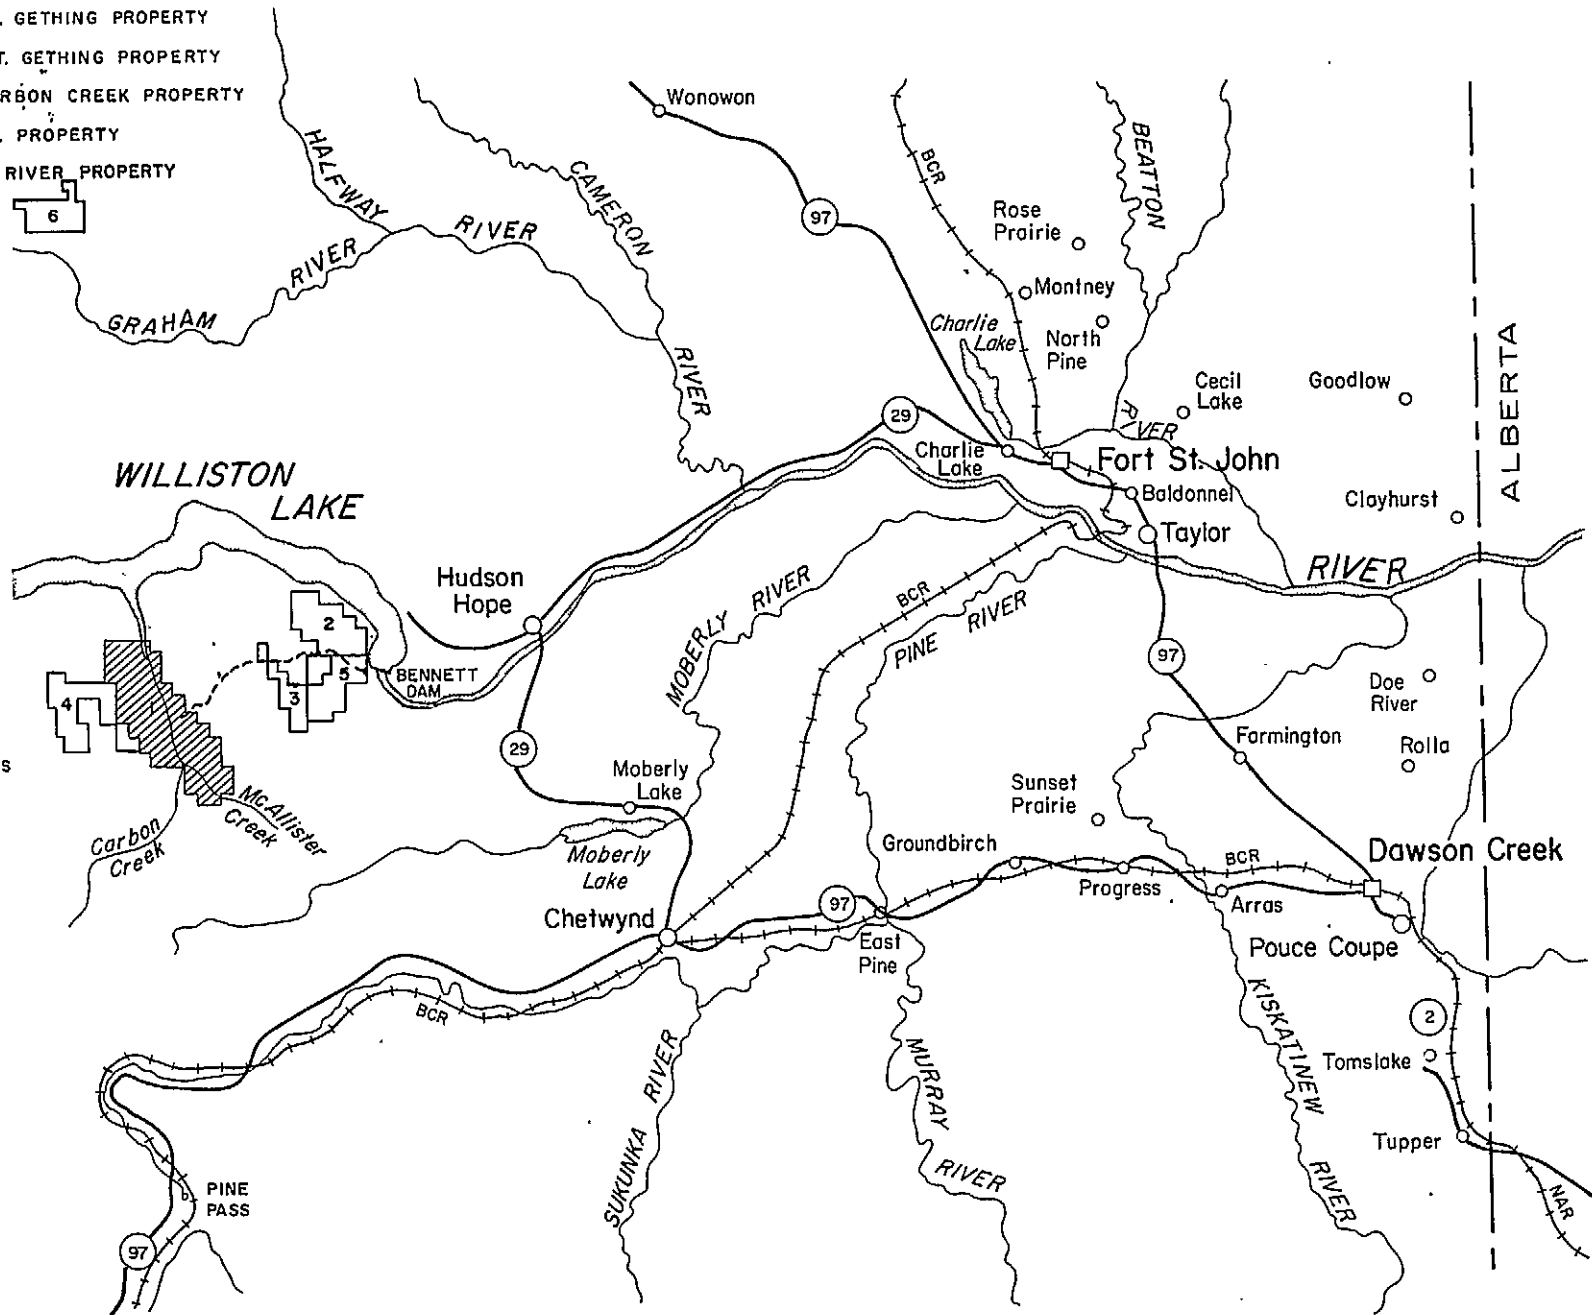 . GETHING PROPERTY
T. GETHING PROPERTY
RBON CREEK PROPERTY
. PROPERTY
RIVER PROPERTY
6
HALFWAY
RIVER
GRAHAM
RIVER
CAMERON
RIVER
Wonowon
97
BCR
BEATTON
RIVER
Rose
Prairie
Montney
North
Pine
Charlie
Lake
Cecil
Lake
Goodlow
ALBERTA
29
Charlie
Lake
Fort St. John
Baldonnel
Taylor
Clayhurst
RIVER
WILLISTON
LAKE
Hudson
Hope
2
3
5
4
BENNETT
DAM
MOBERLY RIVER
BCR
PINE RIVER
97
Doe
River
Rolla
Farmington
29
Moberly
Lake
Moberly
Lake
Sunset
Prairie
S
McAllister
Creek
Carbon
Creek
Groundbirch
Progress
BCR
Arras
Dawson Creek
Pouce Coupe
Chetwynd
97
East
Pine
BCR
SUKUNKA RIVER
MURRAY
RIVER
KISKATINEW
RIVER
2
Tomslake
Tupper
NAR
PINE
PASS
97